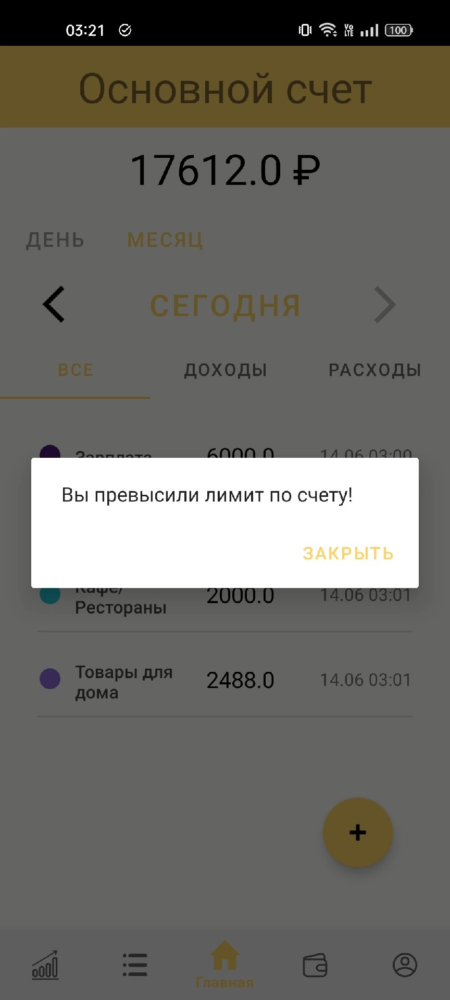 03:21
Vo
LTE
100
Основной счет
17612.0 ₽
ДЕНЬ МЕСЯЦ
СЕГОДНЯ
ВСЕ ДОХОДЫ РАСХОДЫ
Зарплата 6000.0 14.06 03:00
Вы превысили лимит по счету!
ЗАКРЫТЬ
Кафе/
Рестораны 2000.0 14.06 03:01
Товары для
дома 2488.0 14.06 03:01
+
Главная